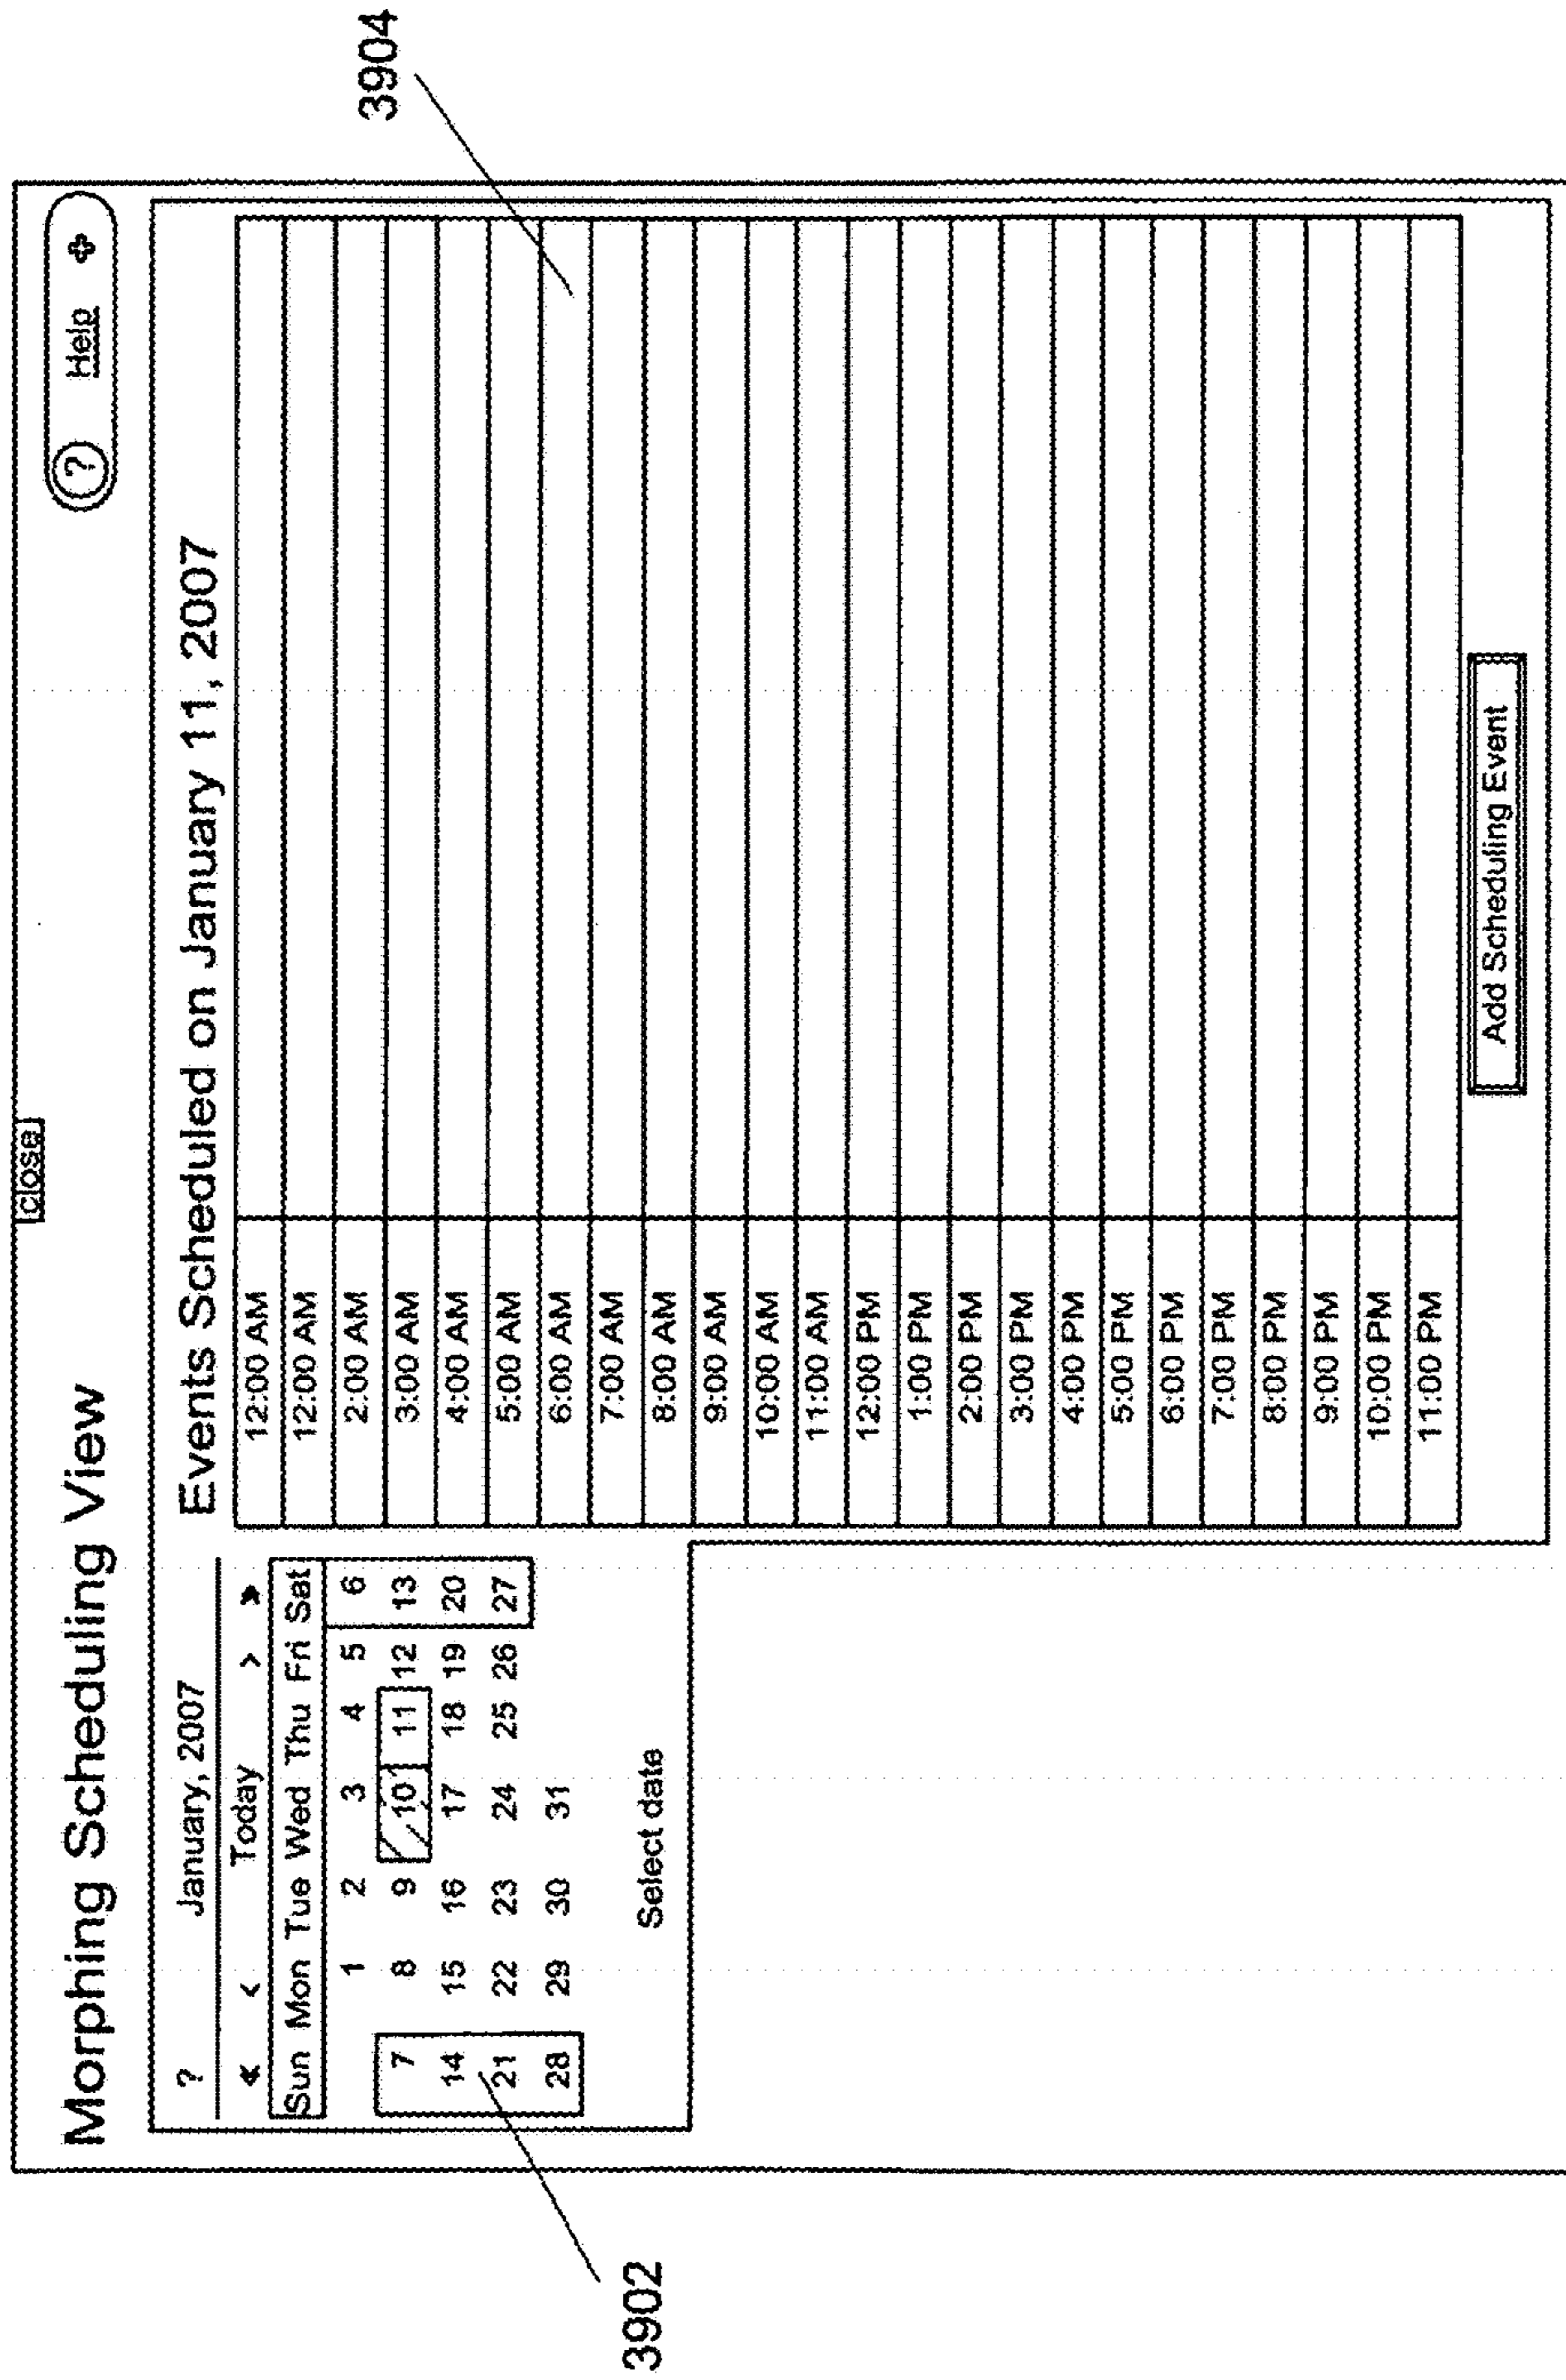 close
Morphing Scheduling View
? Help
? January, 2007
« < Today > »
Sun Mon Tue Wed Thu Fri Sat
1 2 3 4 5 6
7 8 9 10 11 12 13
14 15 16 17 18 19 20
21 22 23 24 25 26 27
28 29 30 31
Select date
Events Scheduled on January 11, 2007
12:00 AM
12:00 AM
2:00 AM
3:00 AM
4:00 AM
5:00 AM
6:00 AM
7:00 AM
8:00 AM
9:00 AM
10:00 AM
11:00 AM
12:00 PM
1:00 PM
2:00 PM
3:00 PM
4:00 PM
5:00 PM
6:00 PM
7:00 PM
8:00 PM
9:00 PM
10:00 PM
11:00 PM
Add Scheduling Event
3902
3904